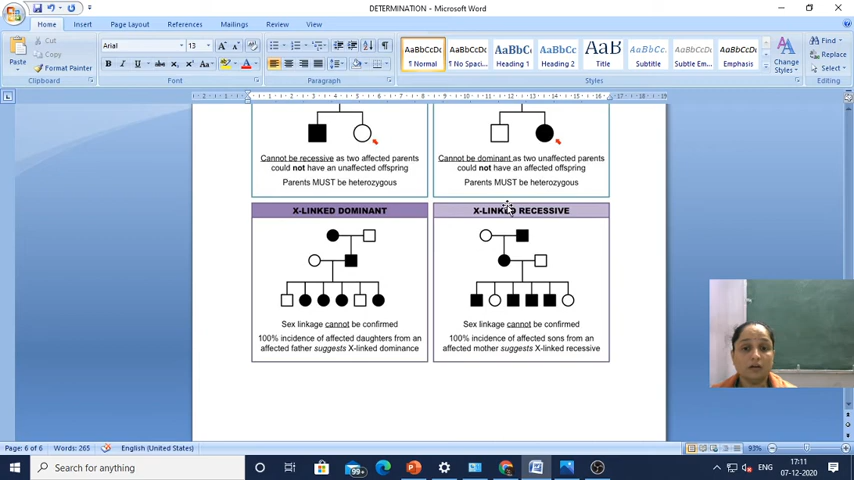 DETERMINATION - Microsoft Word
Home Insert Page Layout References Mailings Review View
Cut
Copy
Paste
Format Painter
Clipboard
Arial 13
Font
Paragraph
AaBbCcDc AaBbCcDc AaBbCc AaBbCc AaB AaBbCcD AaBbCcDc AaBbCcDc
¶ Normal ¶ No Spaci... Heading 1 Heading 2 Title Subtitle Subtle Em... Emphasis
Styles
Change Styles
Find
Replace
Select
Editing
Cannot be recessive as two affected parents
could not have an unaffected offspring
Parents MUST be heterozygous
Cannot be dominant as two unaffected parents
could not have an affected offspring
Parents MUST be heterozygous
X-LINKED DOMINANT
Sex linkage cannot be confirmed
100% incidence of affected daughters from an
affected father suggests X-linked dominance
X-LINKED RECESSIVE
Sex linkage cannot be confirmed
100% incidence of affected sons from an
affected mother suggests X-linked recessive
Page: 6 of 6 Words: 265 English (United States) 93%
Search for anything
99+
ENG
17:11
07-12-2020